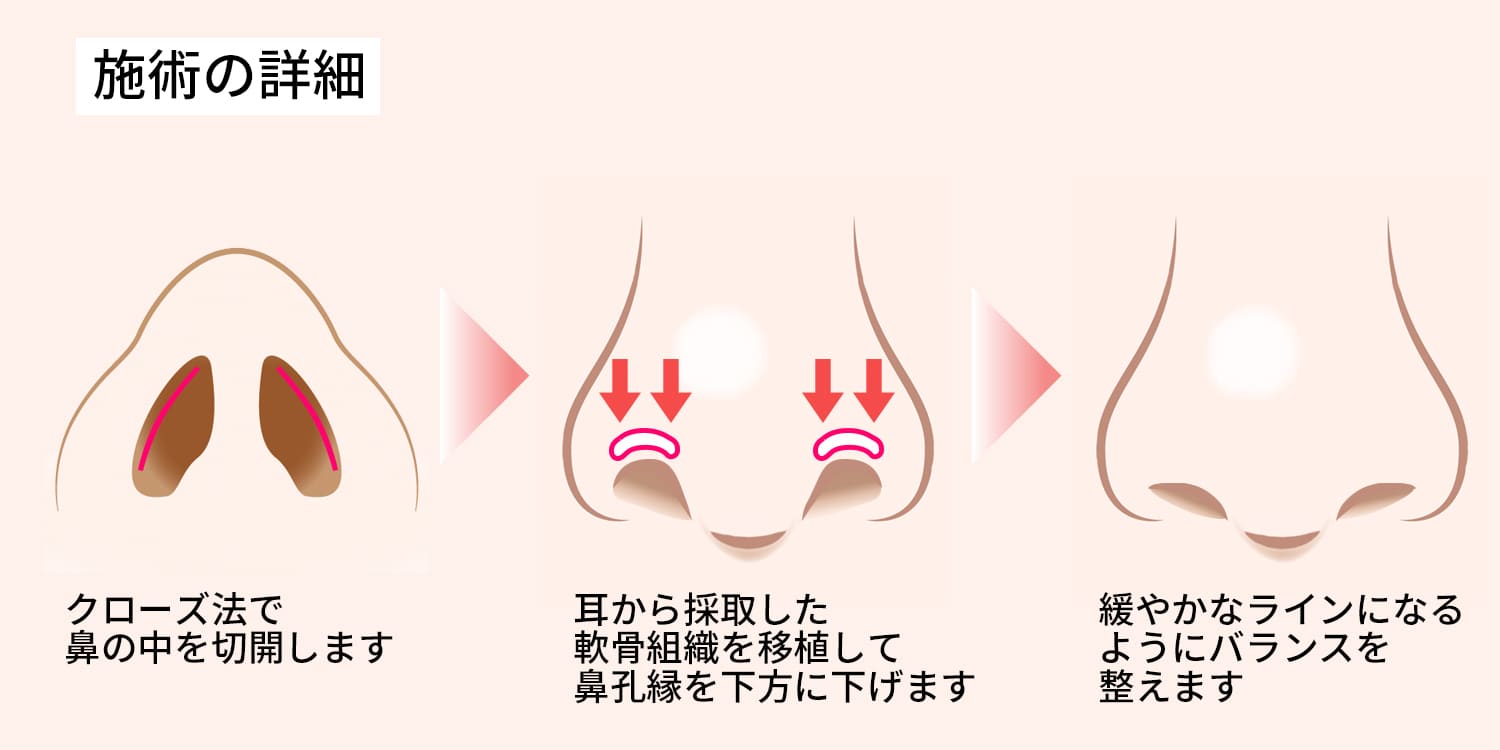 施術の詳細
クローズ法で
鼻の中を切開します
耳から採取した
軟骨組織を移植して
鼻孔縁を下方に下げます
緩やかなラインになる
ようにバランスを
整えます